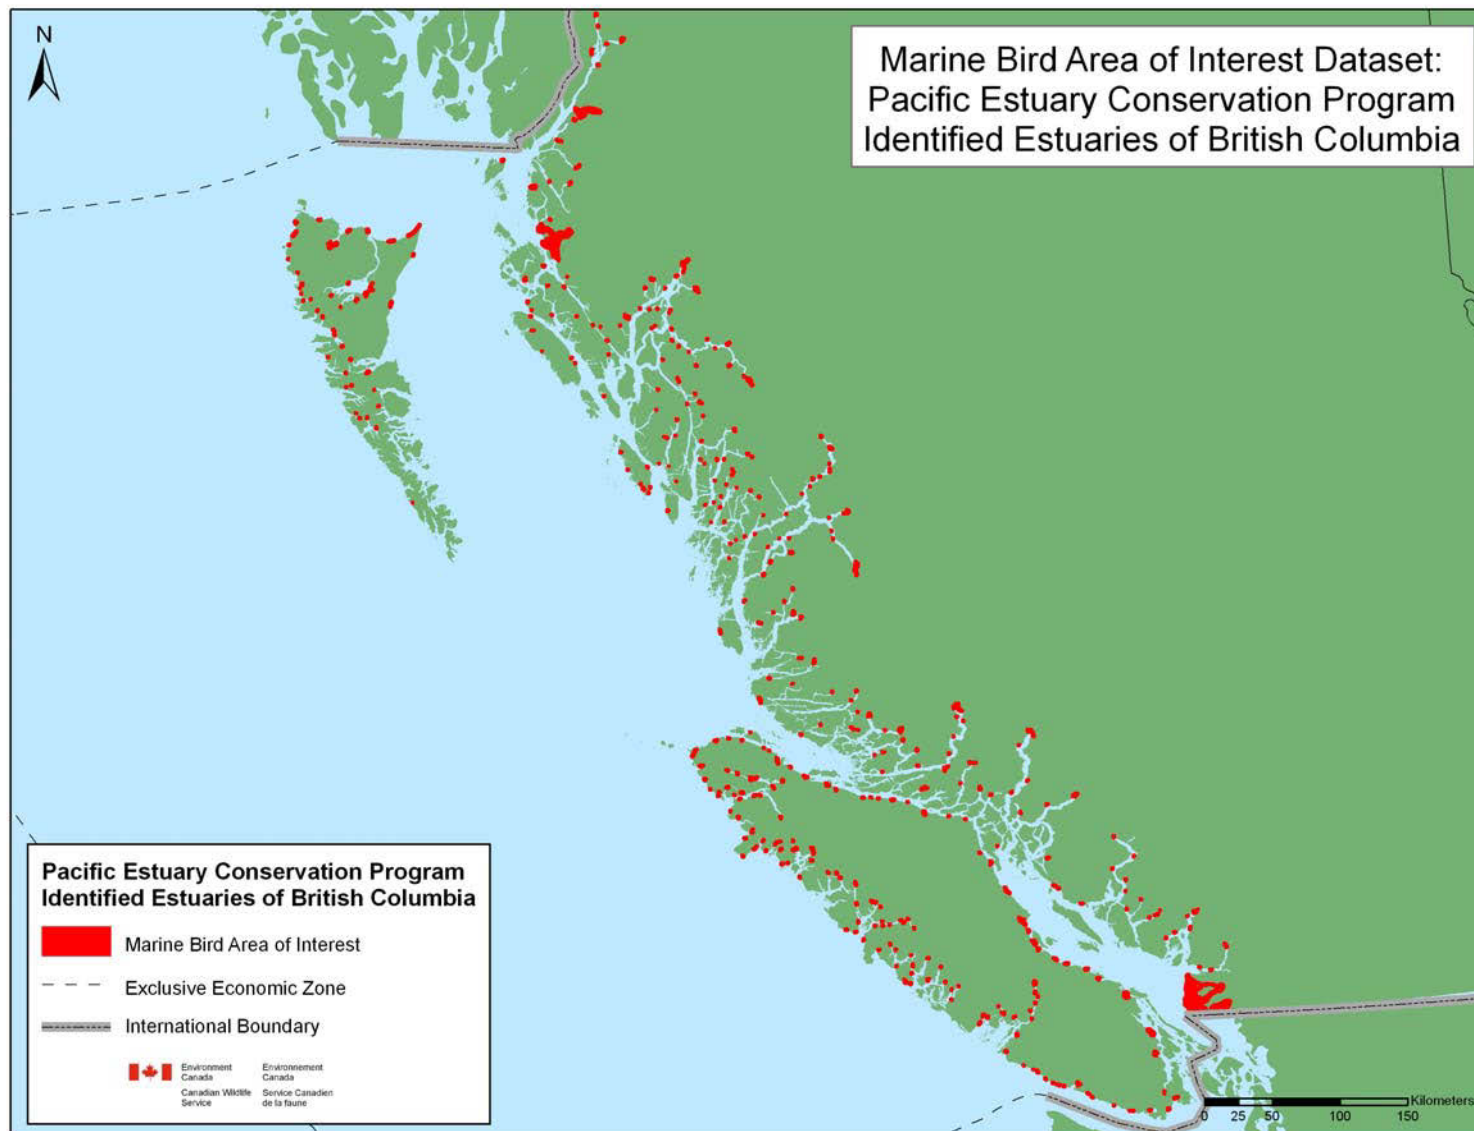 N
Marine Bird Area of Interest Dataset:
Pacific Estuary Conservation Program
Identified Estuaries of British Columbia
Pacific Estuary Conservation Program
Identified Estuaries of British Columbia
Marine Bird Area of Interest
Exclusive Economic Zone
International Boundary
Environment
Canada
Canadian Wildlife
Service
Environnement
Canada
Service Canadien
de la faune
Kilometers
0 25 50 100 150